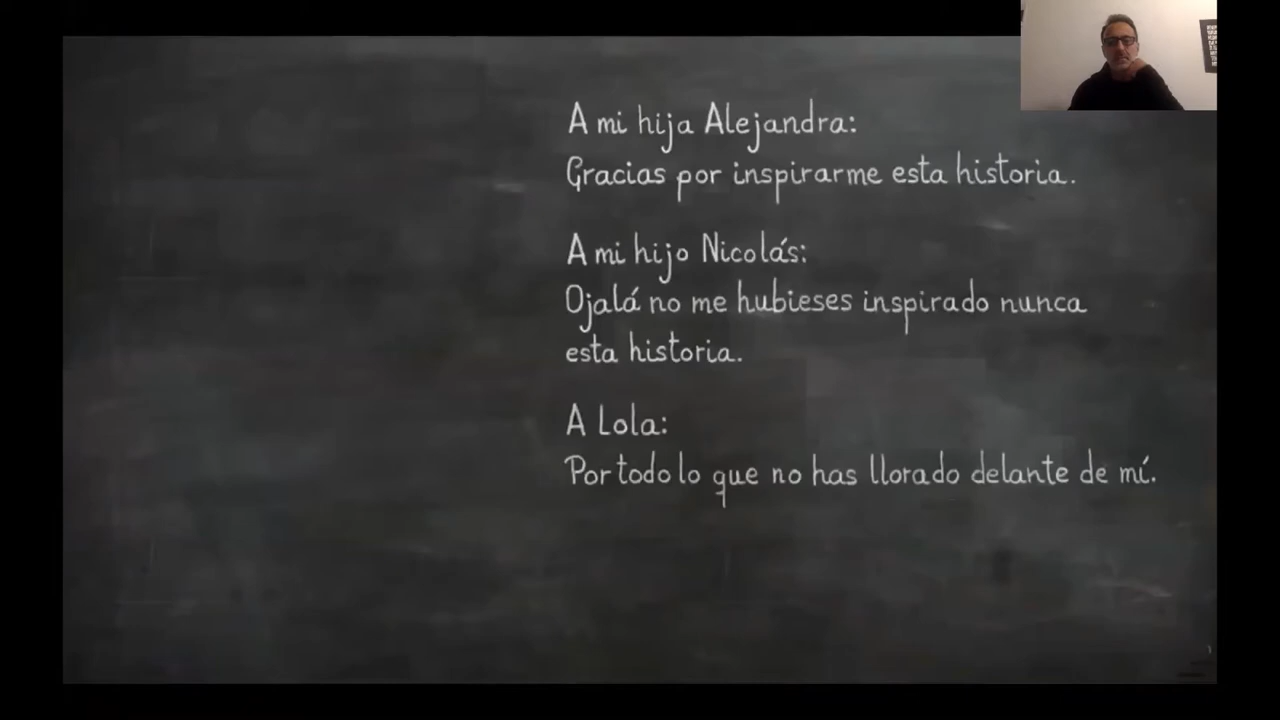 A mi hija Alejandra:
Gracias por inspirarme esta historia.
A mi hijo Nicolás:
Ojalá no me hubieses inspirado nunca
esta historia.
A Lola:
Por todo lo que no has llorado delante de mí.